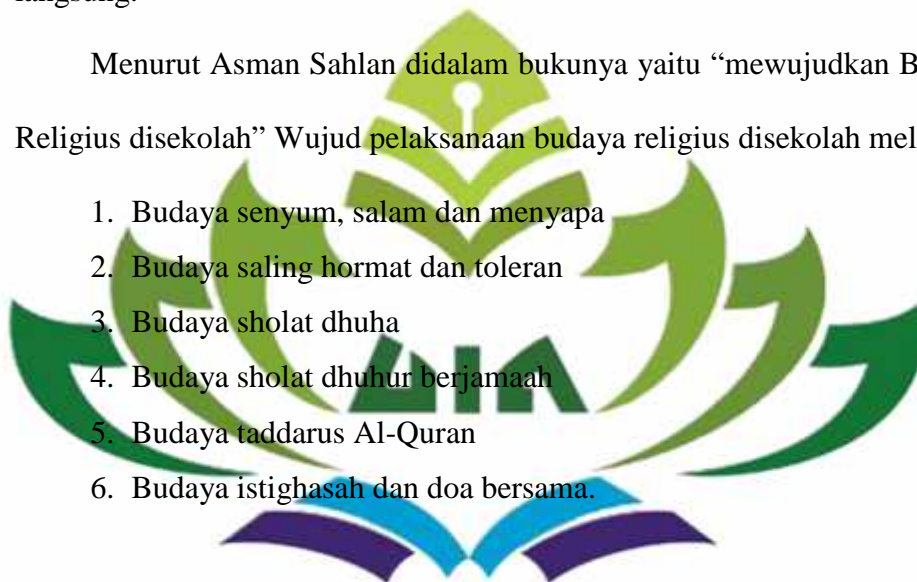 langsung.
Menurut Asman Sahlan didalam bukunya yaitu “mewujudkan B
Religius disekolah” Wujud pelaksanaan budaya religius disekolah mel
1. Budaya senyum, salam dan menyapa
2. Budaya saling hormat dan toleran
3. Budaya sholat dhuha
4. Budaya sholat dhuhur berjamaah
5. Budaya taddarus Al-Quran
6. Budaya istighasah dan doa bersama.